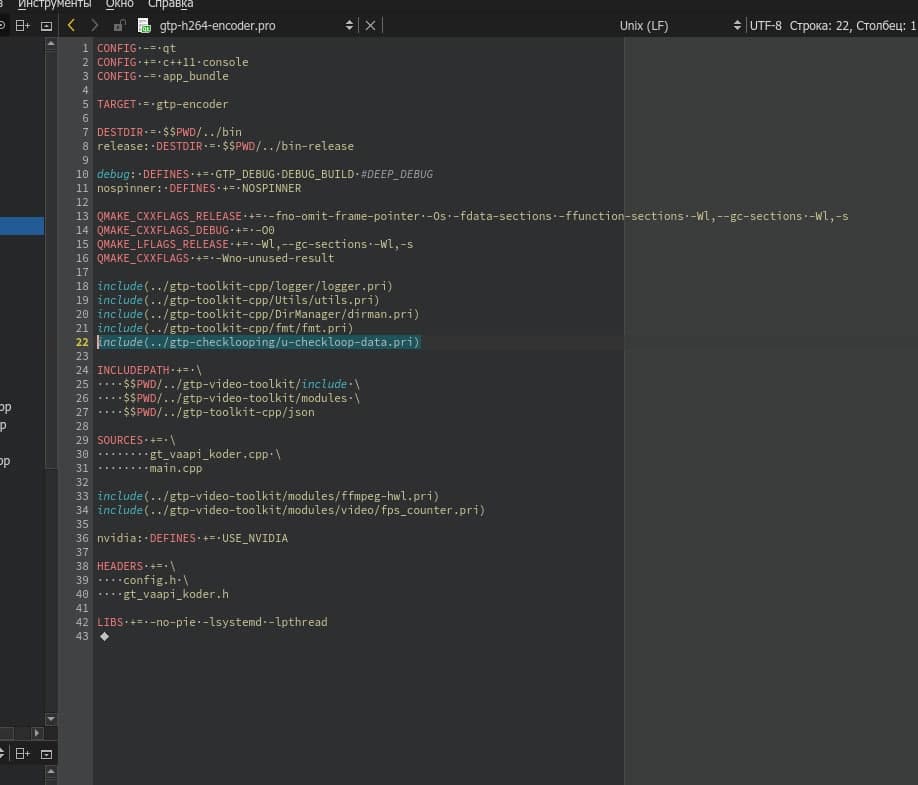 Инструменты Окно Справка
gtp-h264-encoder.pro Unix (LF) UTF-8 Строка: 22, Столбец: 1
1 CONFIG -= qt
2 CONFIG += c++11 console
3 CONFIG -= app_bundle
4
5 TARGET = gtp-encoder
6
7 DESTDIR = $$PWD/../bin
8 release: DESTDIR = $$PWD/../bin-release
9
10 debug: DEFINES += GTP_DEBUG DEBUG_BUILD #DEEP_DEBUG
11 nospinner: DEFINES += NOSPINNER
12
13 QMAKE_CXXFLAGS_RELEASE += -fno-omit-frame-pointer -Os -fdata-sections -ffunction-sections -Wl,--gc-sections -Wl,-s
14 QMAKE_CXXFLAGS_DEBUG += -O0
15 QMAKE_LFLAGS_RELEASE += -Wl,--gc-sections -Wl,-s
16 QMAKE_CXXFLAGS += -Wno-unused-result
17
18 include(../gtp-toolkit-cpp/logger/logger.pri)
19 include(../gtp-toolkit-cpp/Utils/utils.pri)
20 include(../gtp-toolkit-cpp/DirManager/dirman.pri)
21 include(../gtp-toolkit-cpp/fmt/fmt.pri)
22 include(../gtp-checklooping/u-checkloop-data.pri)
23
24 INCLUDEPATH += \
25     $$PWD/../gtp-video-toolkit/include \
26     $$PWD/../gtp-video-toolkit/modules \
27     $$PWD/../gtp-toolkit-cpp/json
28
29 SOURCES += \
30         gt_vaapi_koder.cpp \
31         main.cpp
32
33 include(../gtp-video-toolkit/modules/ffmpeg-hwl.pri)
34 include(../gtp-video-toolkit/modules/video/fps_counter.pri)
35
36 nvidia: DEFINES += USE_NVIDIA
37
38 HEADERS += \
39     config.h \
40     gt_vaapi_koder.h
41
42 LIBS += -no-pie -lsystemd -lpthread
43